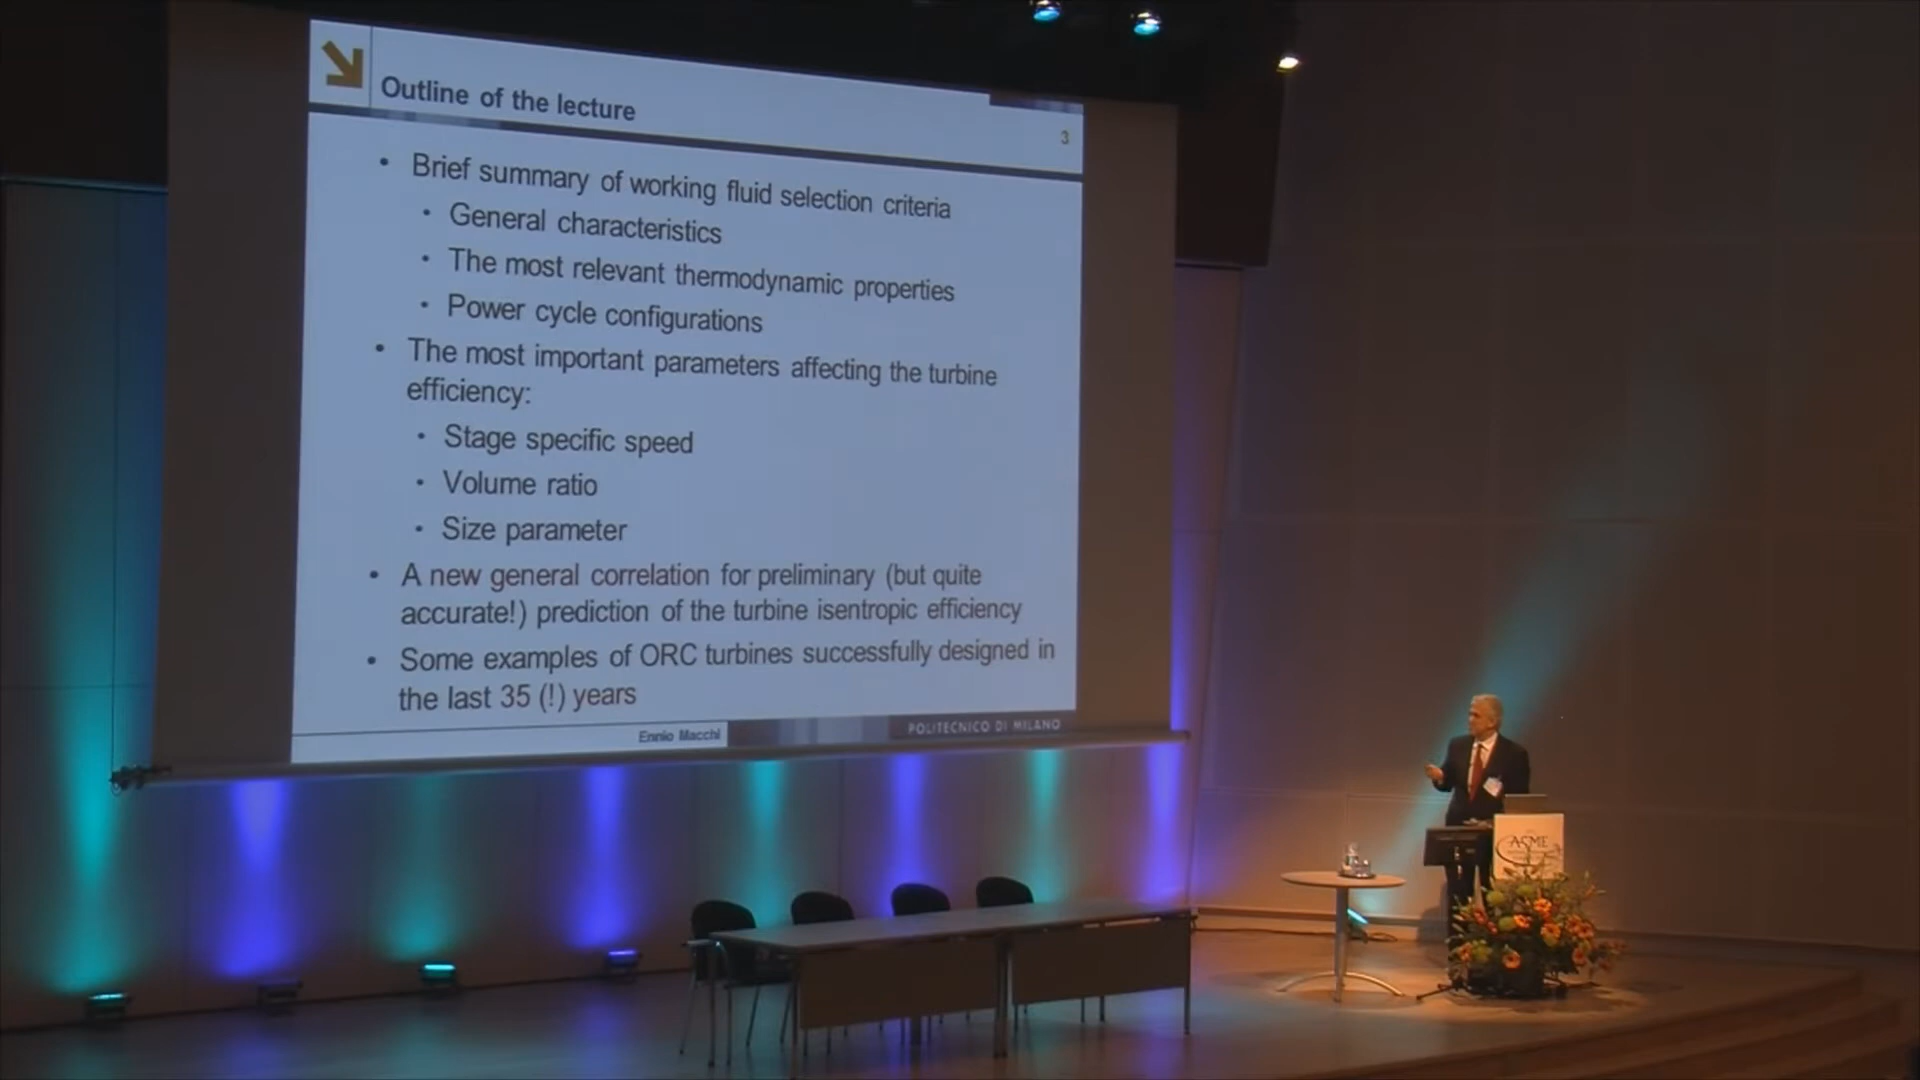 Outline of the lecture
3
• Brief summary of working fluid selection criteria
• General characteristics
• The most relevant thermodynamic properties
• Power cycle configurations
• The most important parameters affecting the turbine
efficiency:
• Stage specific speed
• Volume ratio
• Size parameter
• A new general correlation for preliminary (but quite
accurate!) prediction of the turbine isentropic efficiency
• Some examples of ORC turbines successfully designed in
the last 35 (!) years
Ennio Macchi
POLITECNICO DI MILANO
ASME